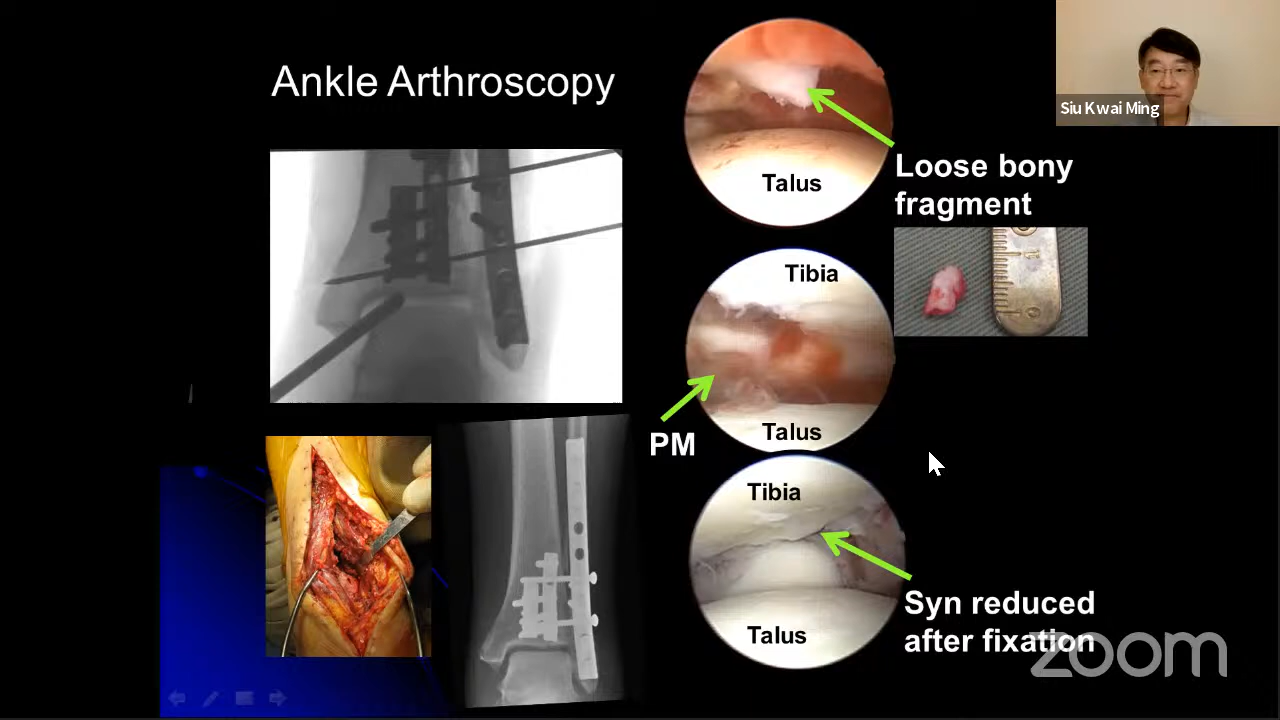 Ankle Arthroscopy
Siu Kwai Ming
Talus
Loose bony
fragment
Tibia
PM
Talus
Tibia
Syn reduced
after fixation
Talus
zoom